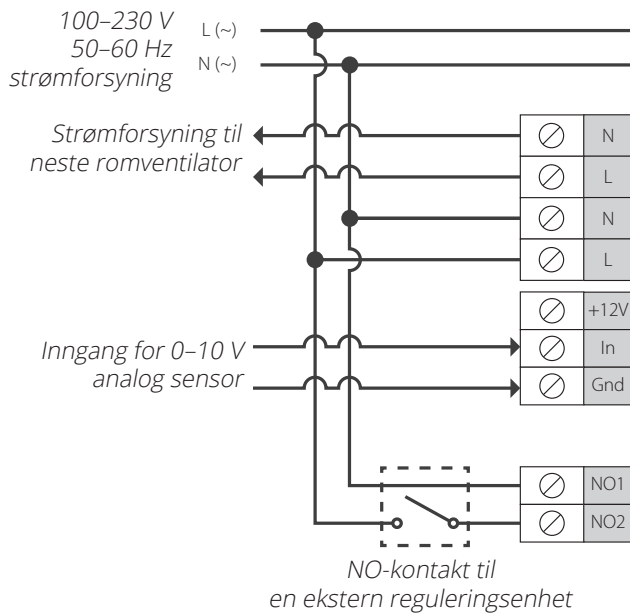 100–230 V
50–60 Hz
strømforsyning
L (~)
N (~)
Strømforsyning til
neste romventilator
N
L
N
L
+12V
Inngang for 0–10 V
analog sensor
In
Gnd
NO1
NO2
NO-kontakt til
en ekstern reguleringsenhet